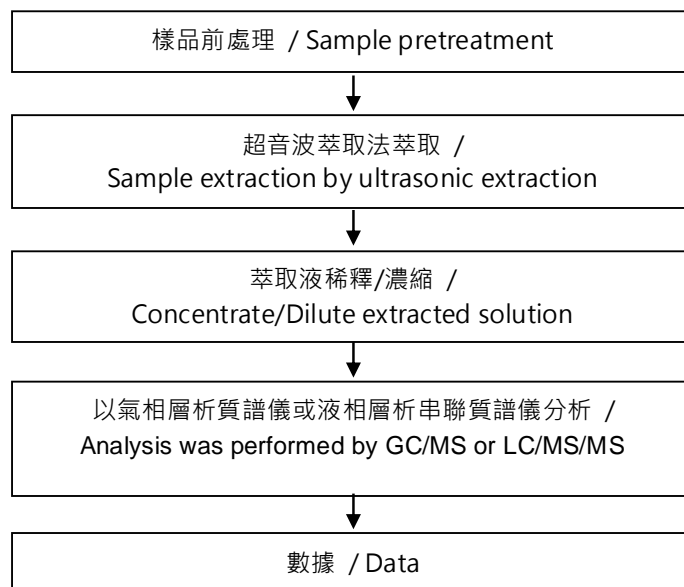 樣品前處理 / Sample pretreatment
超音波萃取法萃取 /
Sample extraction by ultrasonic extraction
萃取液稀釋/濃縮 /
Concentrate/Dilute extracted solution
以氣相層析質譜儀或液相層析串聯質譜儀分析 /
Analysis was performed by GC/MS or LC/MS/MS
數據 / Data